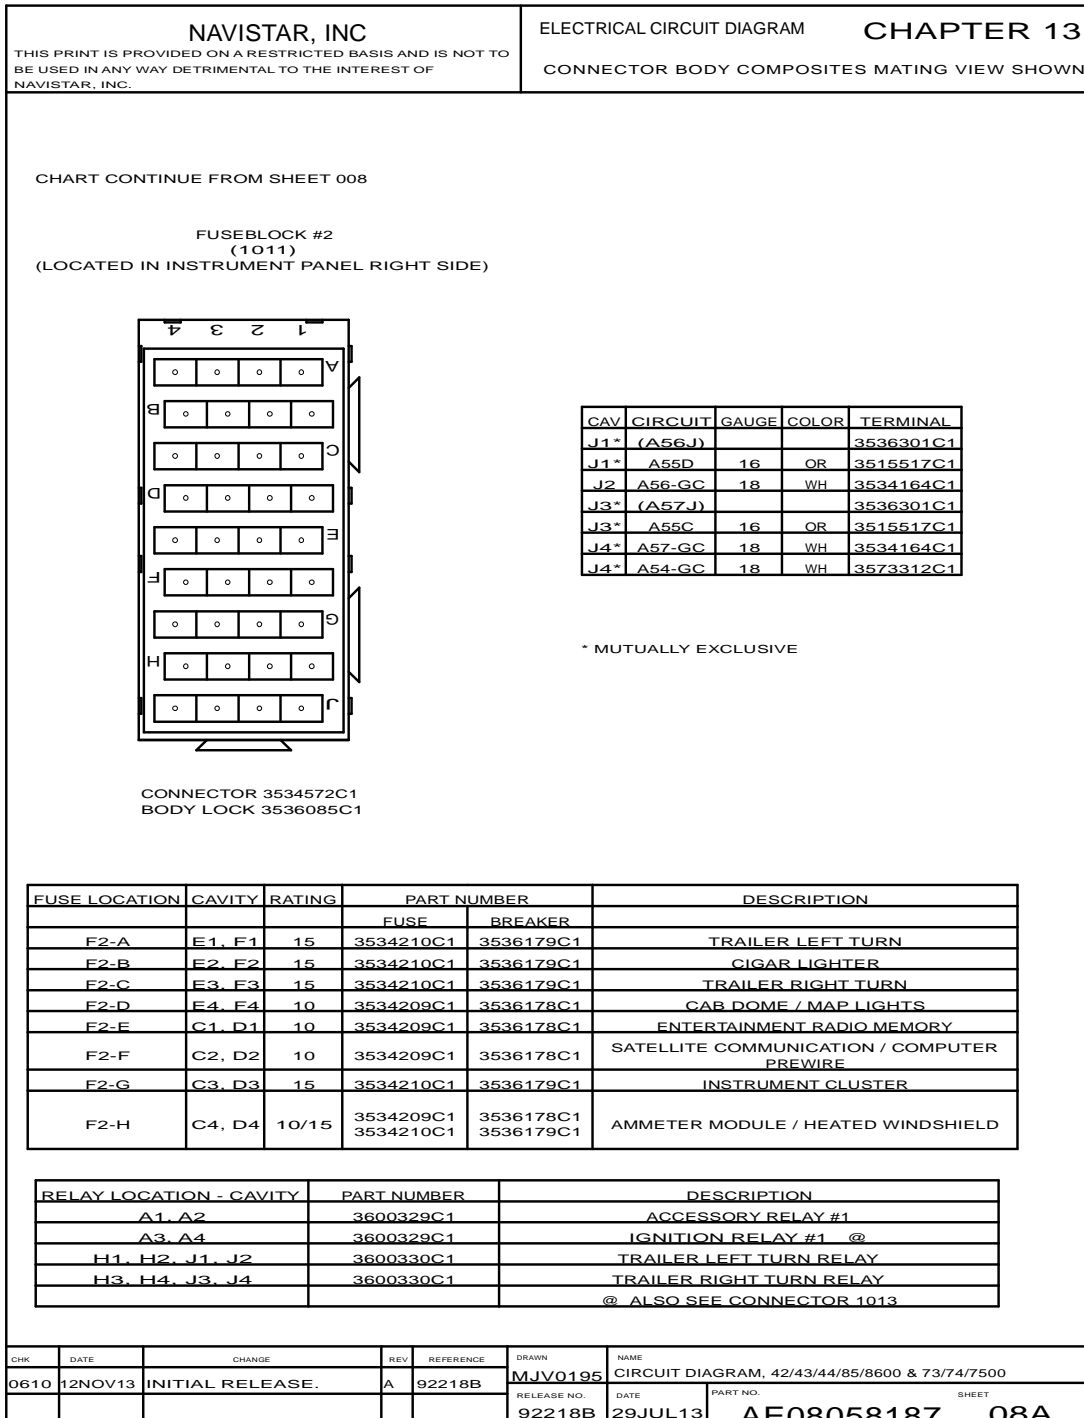 NAVISTAR, INC
THIS PRINT IS PROVIDED ON A RESTRICTED BASIS AND IS NOT TO
BE USED IN ANY WAY DETRIMENTAL TO THE INTEREST OF
NAVISTAR, INC.
ELECTRICAL CIRCUIT DIAGRAM CHAPTER 13
CONNECTOR BODY COMPOSITES MATING VIEW SHOWN
CHART CONTINUE FROM SHEET 008
FUSEBLOCK #2
(1011)
(LOCATED IN INSTRUMENT PANEL RIGHT SIDE)
4 3 2 1
A
B
C
D
E
F
G
H
J
CONNECTOR 3534572C1
BODY LOCK 3536085C1
CAV CIRCUIT GAUGE COLOR TERMINAL
J1* (A56J) 3536301C1
J1* A55D 16 OR 3515517C1
J2 A56-GC 18 WH 3534164C1
J3* (A57J) 3536301C1
J3* A55C 16 OR 3515517C1
J4* A57-GC 18 WH 3534164C1
J4* A54-GC 18 WH 3573312C1
* MUTUALLY EXCLUSIVE
FUSE LOCATION CAVITY RATING PART NUMBER DESCRIPTION
FUSE BREAKER
F2-A E1, F1 15 3534210C1 3536179C1 TRAILER LEFT TURN
F2-B E2, F2 15 3534210C1 3536179C1 CIGAR LIGHTER
F2-C E3, F3 15 3534210C1 3536179C1 TRAILER RIGHT TURN
F2-D E4, F4 10 3534209C1 3536178C1 CAB DOME / MAP LIGHTS
F2-E C1, D1 10 3534209C1 3536178C1 ENTERTAINMENT RADIO MEMORY
F2-F C2, D2 10 3534209C1 3536178C1 SATELLITE COMMUNICATION / COMPUTER
PREWIRE
F2-G C3, D3 15 3534210C1 3536179C1 INSTRUMENT CLUSTER
F2-H C4, D4 10/15 3534209C1 3536178C1 AMMETER MODULE / HEATED WINDSHIELD
3534210C1 3536179C1
RELAY LOCATION - CAVITY PART NUMBER DESCRIPTION
A1, A2 3600329C1 ACCESSORY RELAY #1
A3, A4 3600329C1 IGNITION RELAY #1 @
H1, H2, J1, J2 3600330C1 TRAILER LEFT TURN RELAY
H3, H4, J3, J4 3600330C1 TRAILER RIGHT TURN RELAY
@ ALSO SEE CONNECTOR 1013
CHK DATE CHANGE REV REFERENCE DRAWN NAME
0610 12NOV13 INITIAL RELEASE. A 92218B MJV0195 CIRCUIT DIAGRAM, 42/43/44/85/8600 & 73/74/7500
RELEASE NO. DATE PART NO. SHEET
92218B 29JUL13 AE08058187 08A